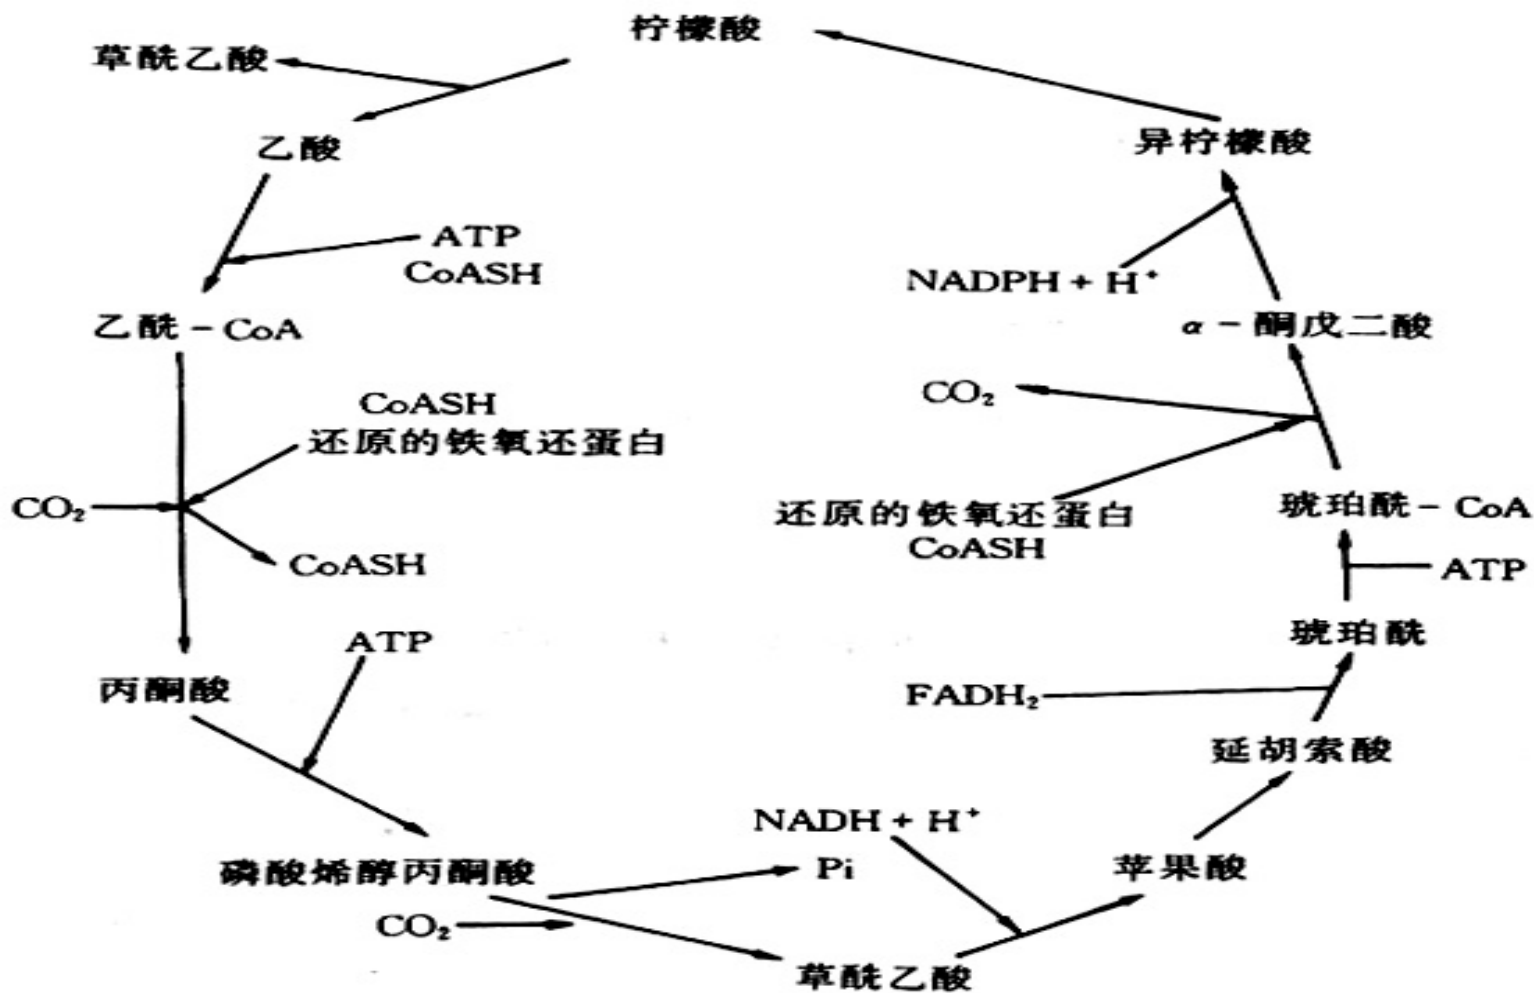 柠檬酸
草酰乙酸
乙酸
异柠檬酸
ATP
CoASH
NADPH + H⁺
乙酰－CoA
α－酮戊二酸
CO₂
CoASH
还原的铁氧还蛋白
CO₂
还原的铁氧还蛋白
CoASH
琥珀酰－CoA
CoASH
ATP
ATP
琥珀酰
丙酮酸
FADH₂
延胡索酸
NADH + H⁺
磷酸烯醇丙酮酸
Pi
苹果酸
CO₂
草酰乙酸